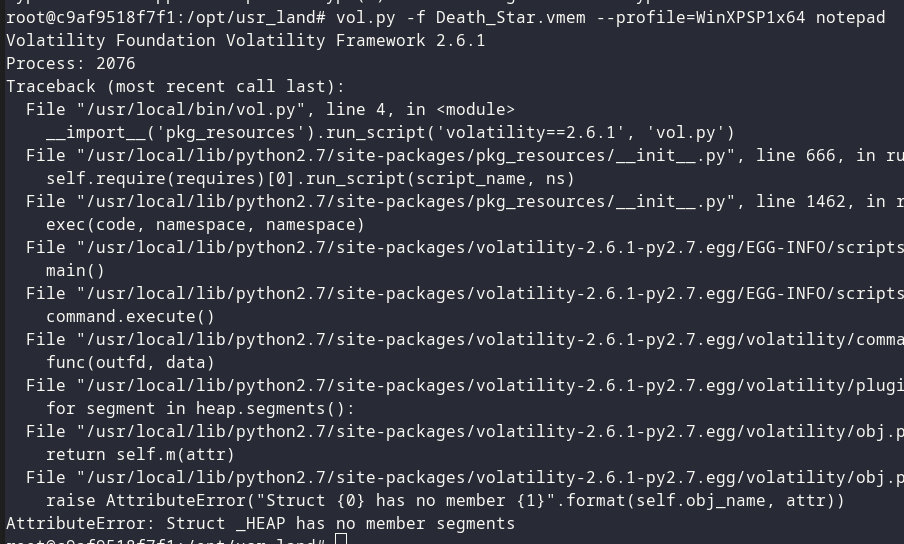 root@c9af9518f7f1:/opt/usr_land# vol.py -f Death_Star.vmem --profile=WinXPSP1x64 notepad
Volatility Foundation Volatility Framework 2.6.1
Process: 2076
Traceback (most recent call last):
  File "/usr/local/bin/vol.py", line 4, in <module>
    __import__('pkg_resources').run_script('volatility==2.6.1', 'vol.py')
  File "/usr/local/lib/python2.7/site-packages/pkg_resources/__init__.py", line 666, in ru
    self.require(requires)[0].run_script(script_name, ns)
  File "/usr/local/lib/python2.7/site-packages/pkg_resources/__init__.py", line 1462, in r
    exec(code, namespace, namespace)
  File "/usr/local/lib/python2.7/site-packages/volatility-2.6.1-py2.7.egg/EGG-INFO/scripts
    main()
  File "/usr/local/lib/python2.7/site-packages/volatility-2.6.1-py2.7.egg/EGG-INFO/scripts
    command.execute()
  File "/usr/local/lib/python2.7/site-packages/volatility-2.6.1-py2.7.egg/volatility/comma
    func(outfd, data)
  File "/usr/local/lib/python2.7/site-packages/volatility-2.6.1-py2.7.egg/volatility/plugi
    for segment in heap.segments():
  File "/usr/local/lib/python2.7/site-packages/volatility-2.6.1-py2.7.egg/volatility/obj.p
    return self.m(attr)
  File "/usr/local/lib/python2.7/site-packages/volatility-2.6.1-py2.7.egg/volatility/obj.p
    raise AttributeError("Struct {0} has no member {1}".format(self.obj_name, attr))
AttributeError: Struct _HEAP has no member segments
root@c9af9518f7f1:/opt/usr_land#